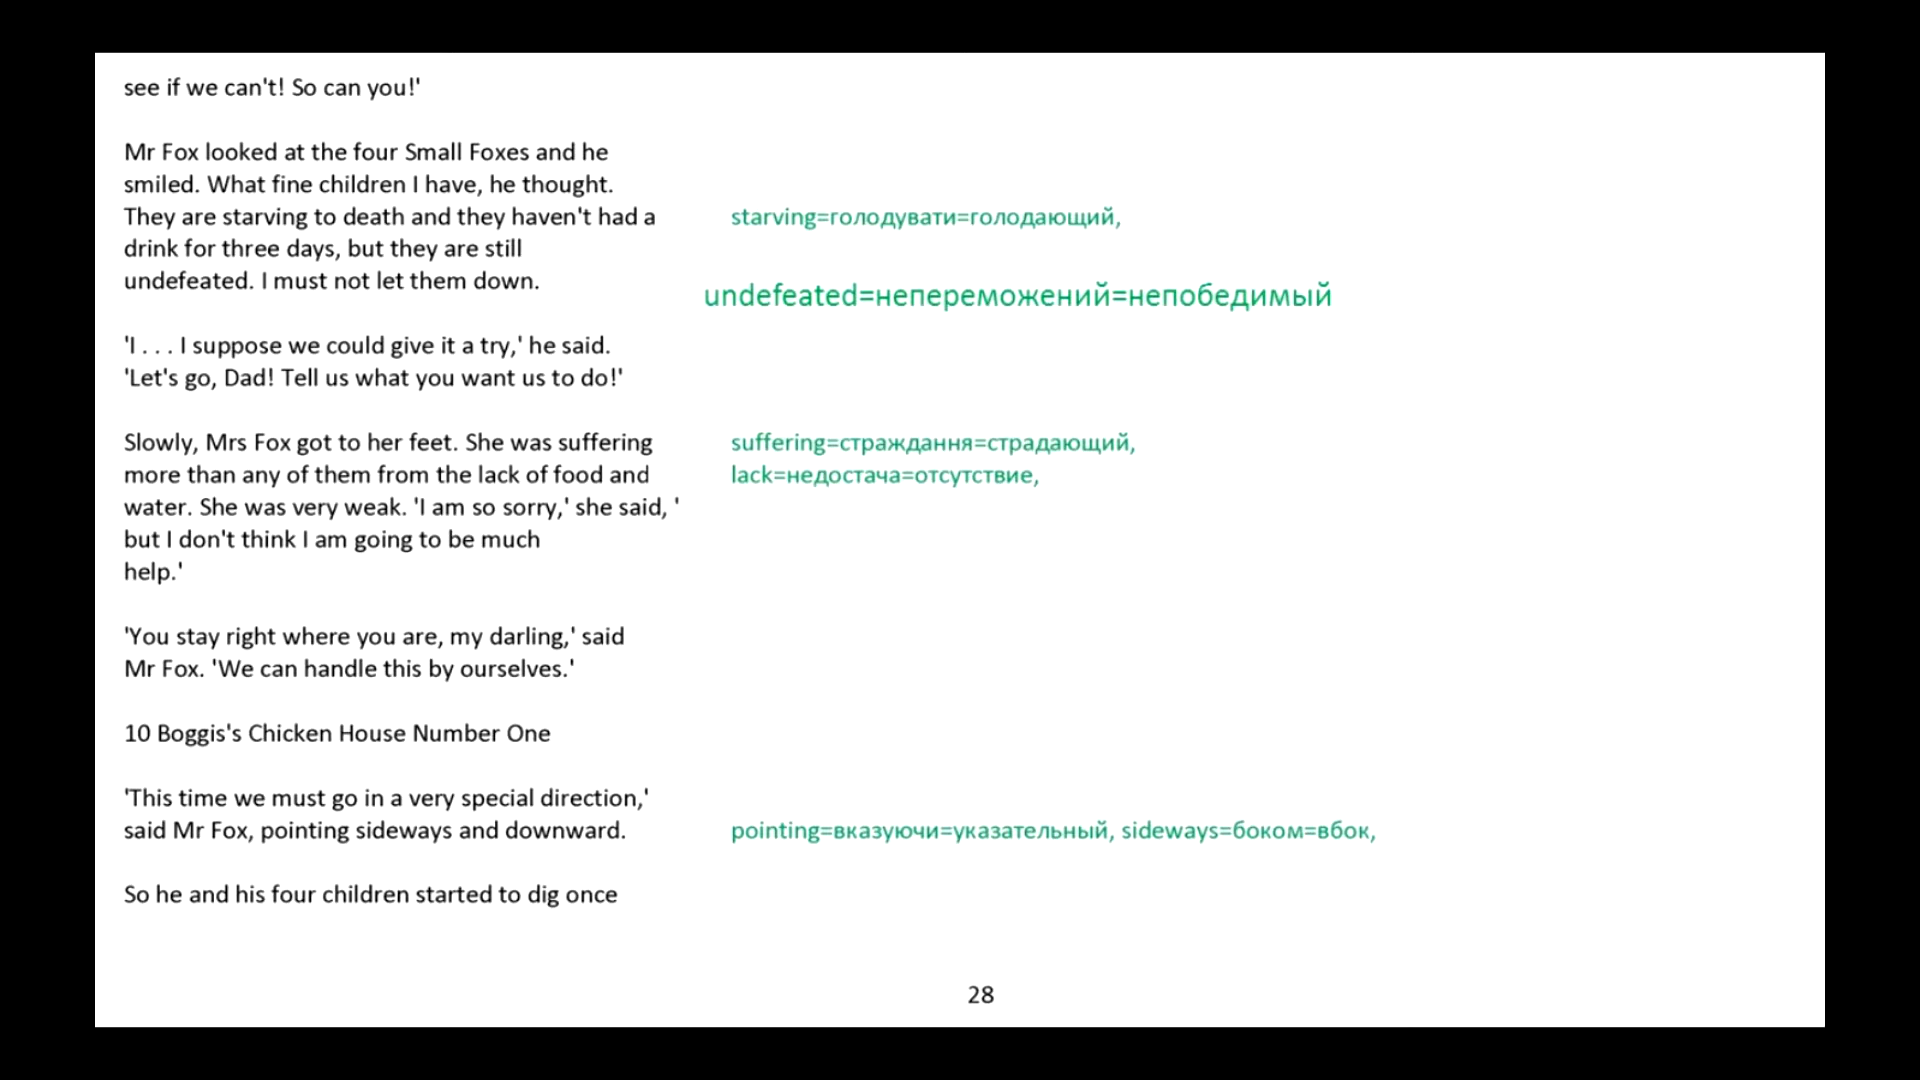 see if we can't! So can you!'
Mr Fox looked at the four Small Foxes and he
smiled. What fine children I have, he thought.
They are starving to death and they haven't had a
drink for three days, but they are still
undefeated. I must not let them down.
starving=голодувати=голодающий,
undefeated=непереможений=непобедимый
'I . . . I suppose we could give it a try,' he said.
'Let's go, Dad! Tell us what you want us to do!'
Slowly, Mrs Fox got to her feet. She was suffering
more than any of them from the lack of food and
water. She was very weak. 'I am so sorry,' she said, '
but I don't think I am going to be much
help.'
suffering=страждання=страдающий,
lack=недостача=отсутствие,
'You stay right where you are, my darling,' said
Mr Fox. 'We can handle this by ourselves.'
10 Boggis's Chicken House Number One
'This time we must go in a very special direction,'
said Mr Fox, pointing sideways and downward.
pointing=вказуючи=указательный, sideways=боком=вбок,
So he and his four children started to dig once
28